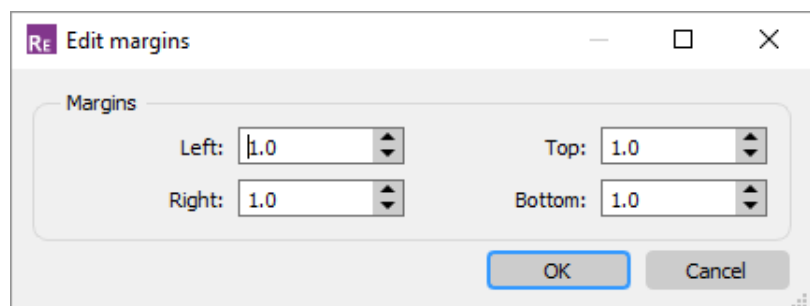 RE Edit margins
Margins
Left: 1.0 Top: 1.0
Right: 1.0 Bottom: 1.0
OK Cancel